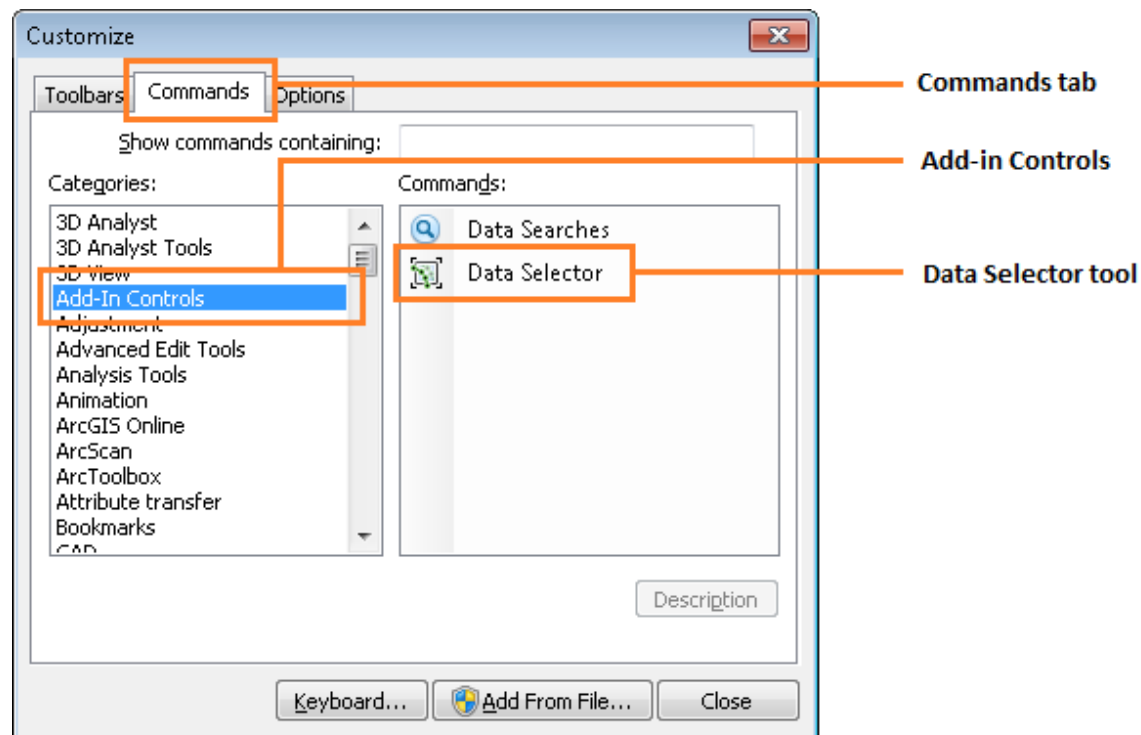 Customize
Toolbars Commands Options
Show commands containing:
Categories:
3D Analyst
3D Analyst Tools
3D View
Add-In Controls
Adjustment
Advanced Edit Tools
Analysis Tools
Animation
ArcGIS Online
ArcScan
ArcToolbox
Attribute transfer
Bookmarks
CAD
Commands:
Data Searches
Data Selector
Description
Keyboard... Add From File... Close
Commands tab
Add-in Controls
Data Selector tool